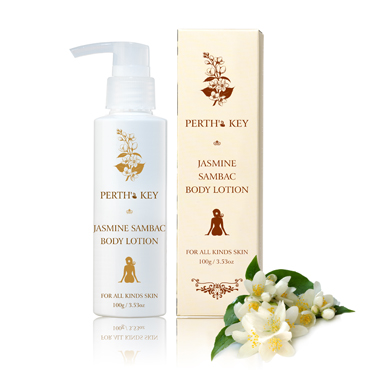 PERTH's KEY
JASMINE SAMBAC
BODY LOTION
FOR ALL KINDS SKIN
100g / 3.53oz
PERTH's KEY
JASMINE
SAMBAC
BODY LOTION
FOR ALL KINDS SKIN
100g / 3.53oz